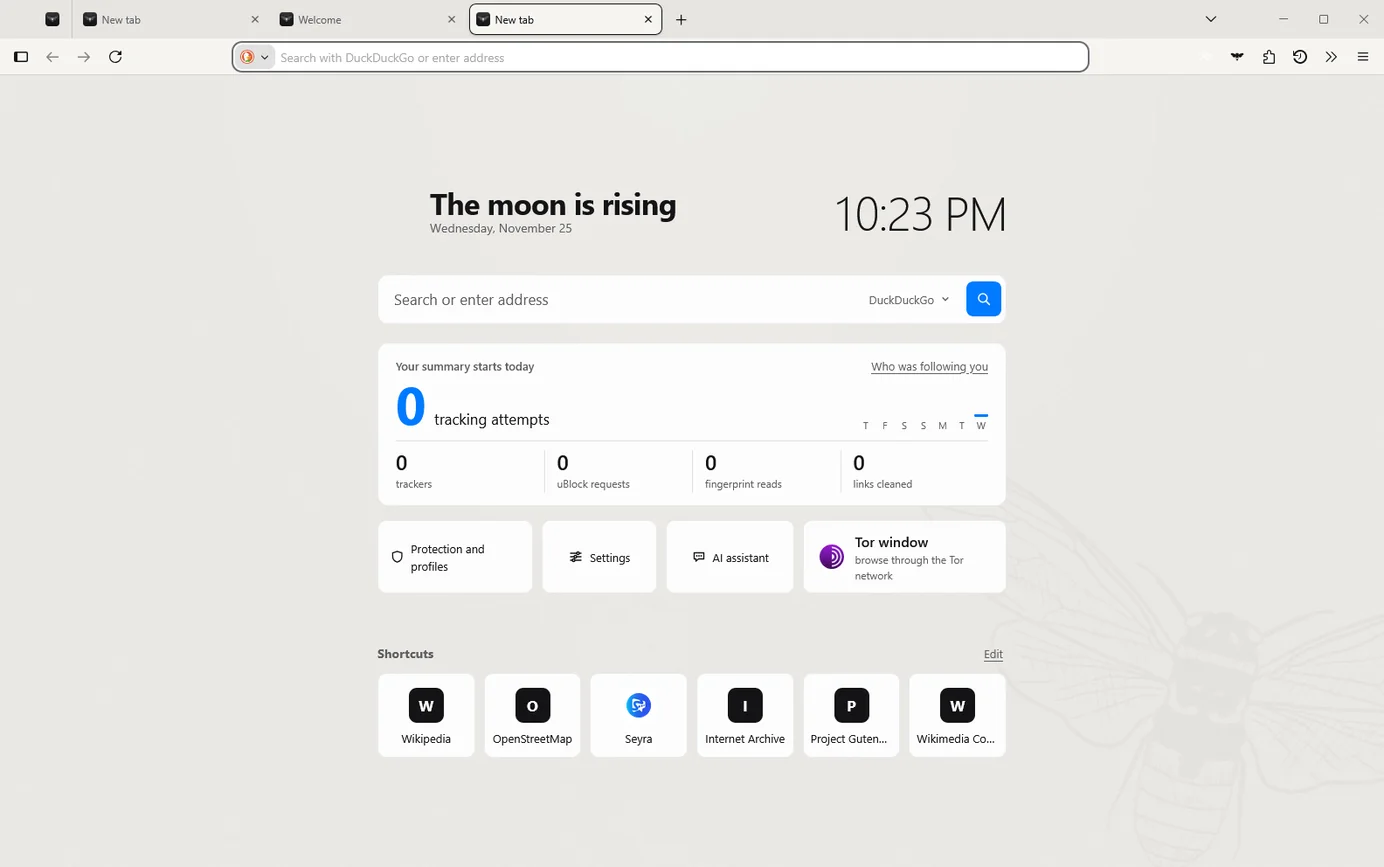 New tab
Welcome
New tab
Search with DuckDuckGo or enter address
The moon is rising
Wednesday, November 25
10:23 PM
Search or enter address
DuckDuckGo
Your summary starts today
Who was following you
0 tracking attempts
T F S S M T W
0
trackers
0
uBlock requests
0
fingerprint reads
0
links cleaned
Protection and
profiles
Settings
AI assistant
Tor window
browse through the Tor
network
Shortcuts
Edit
W
Wikipedia
O
OpenStreetMap
Seyra
I
Internet Archive
P
Project Guten...
W
Wikimedia Co...